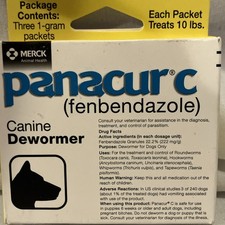 Package
Contents:
Three 1-gram
packets
Each Packet
Treats 10 lbs.
MERCK
Animal Health
panacur® c
(fenbendazole)
Canine
Dewormer
Consult your veterinarian for assistance in the diagnosis,
treatment, and control of parasitism.
Drug Facts
Active ingredients (in each dosage unit):
Fenbendazole Granules 22.2% (222 mg/g)
Purpose: Dewormer for Dogs Only
Uses: For the treatment and control of Roundworms
(Toxocara canis, Toxascaris leonina), Hookworms
(Ancylostoma caninum, Uncinaria stenocephala),
Whipworms (Trichuris vulpis), and Tapeworms (Taenia
pisiformis).
Human Warning: Keep this and all medication out of the
reach of children.
Adverse Reactions: In US clinical studies 3 of 240 dogs
(about 1% of the treated dogs) had vomiting associated
with use of this product.
When using this product: Panacur® C is safe for use
in puppies 6 weeks or older and adult dogs, including
pregnant bitches. Do not deworm a dog or puppy that is
sick. Consult your veterinarian for diagnosis of illness.